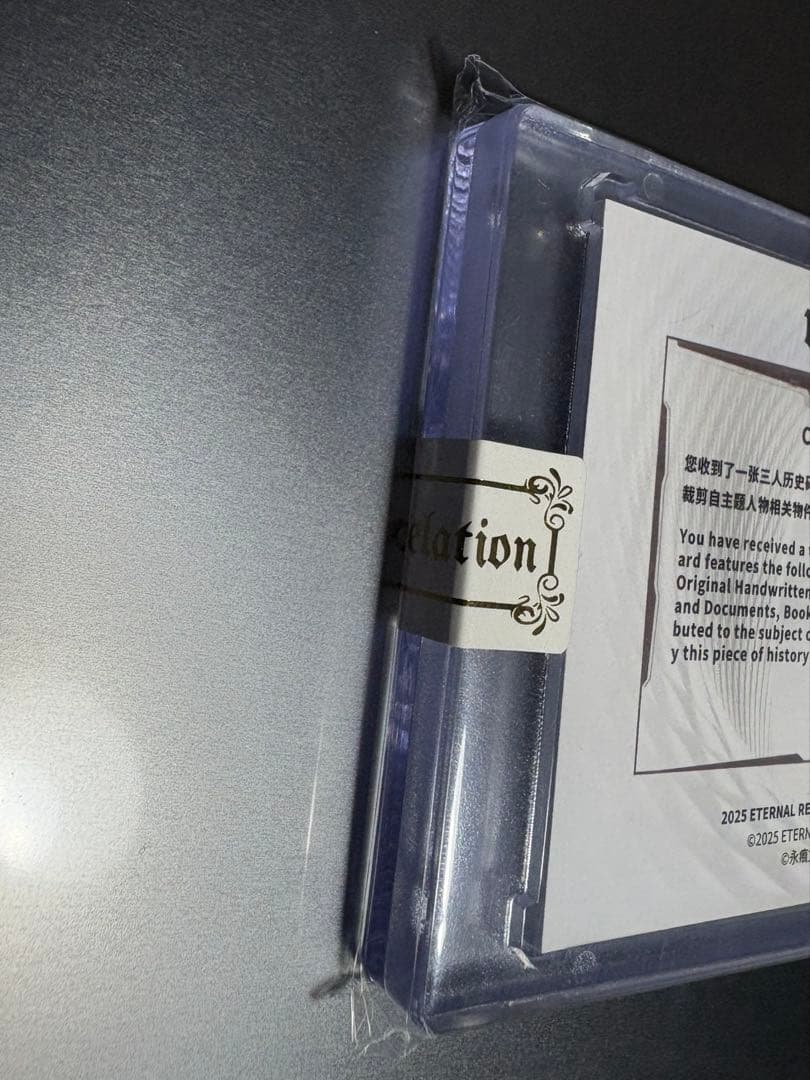 elation
C
您收到了一张三人历史
裁剪自主题人物相关物件
You have received a
ard features the follo
Original Handwritten
and Documents, Book
buted to the subject
y this piece of history
2025 ETERNAL RE
©2025 ETERN
©永痕